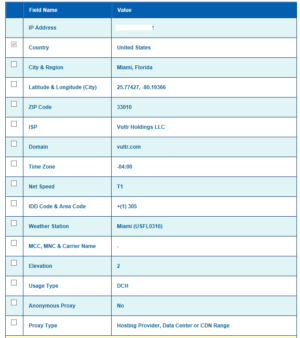 Field Name Value
IP Address
Country United States
City & Region Miami, Florida
Latitude & Longitude (City) 25.77427, -80.19366
ZIP Code 33010
ISP Vultr Holdings LLC
Domain vultr.com
Time Zone -04:00
Net Speed T1
IDD Code & Area Code +(1) 305
Weather Station Miami (USFL0316)
MCC, MNC & Carrier Name -
Elevation 2
Usage Type DCH
Anonymous Proxy No
Proxy Type Hosting Provider, Data Center or CDN Range